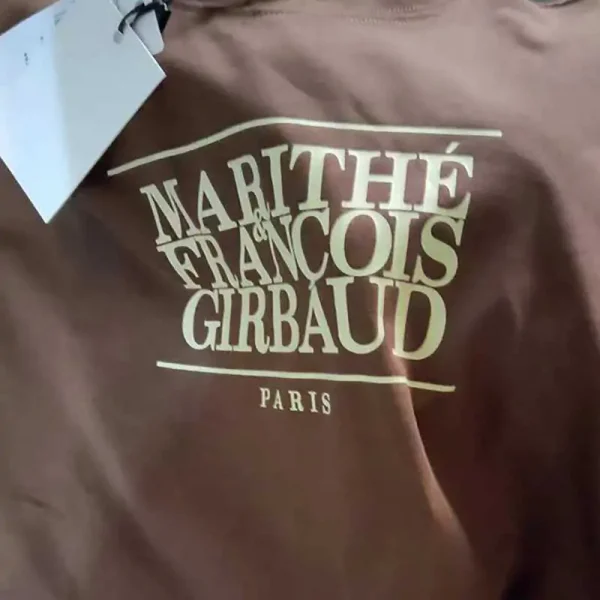 MARITHÉ
&
FRANÇOIS
GIRBAUD
PARIS